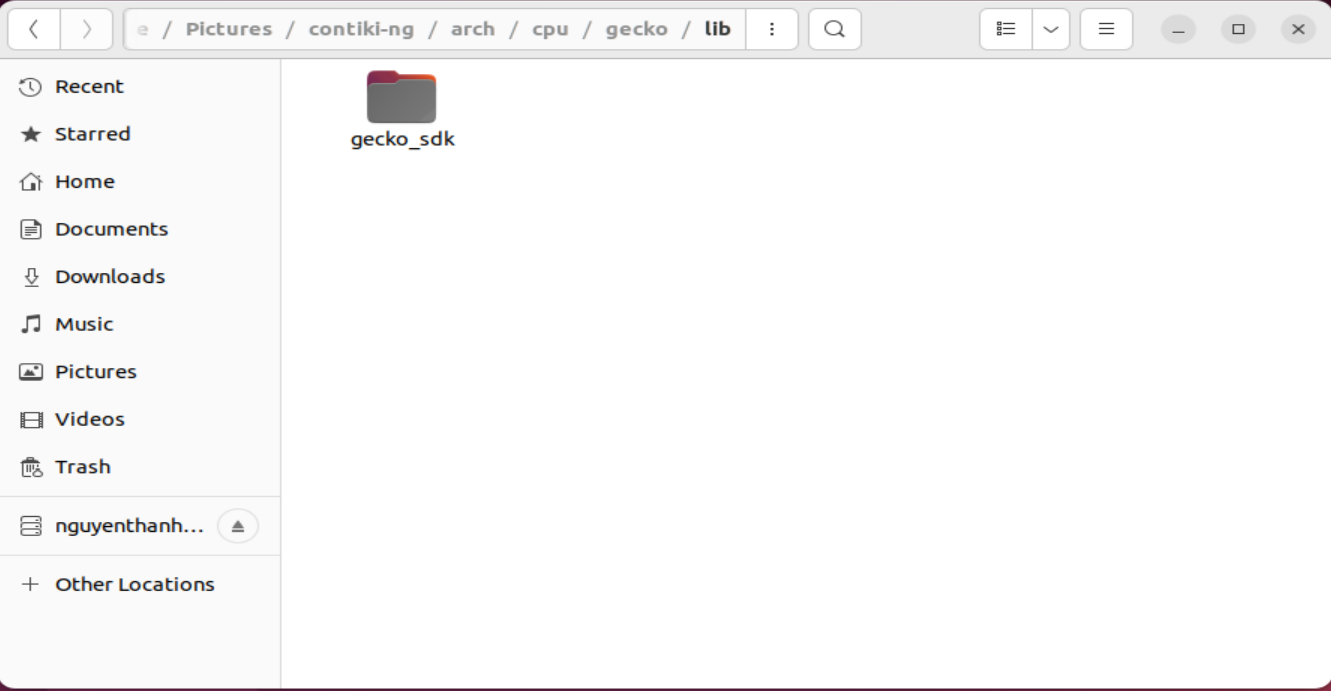 e / Pictures / contiki-ng / arch / cpu / gecko / lib
Recent
Starred
Home
Documents
Downloads
Music
Pictures
Videos
Trash
nguyenthanh...
Other Locations
gecko_sdk